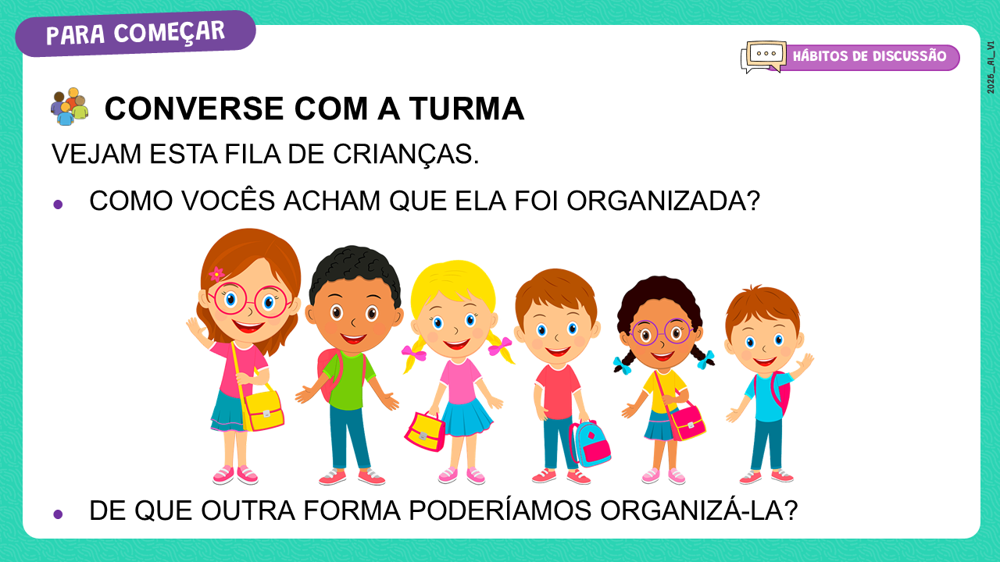 PARA COMEÇAR
HÁBITOS DE DISCUSSÃO
2026_AI_V1
CONVERSE COM A TURMA
VEJAM ESTA FILA DE CRIANÇAS.
• COMO VOCÊS ACHAM QUE ELA FOI ORGANIZADA?
• DE QUE OUTRA FORMA PODERÍAMOS ORGANIZÁ-LA?